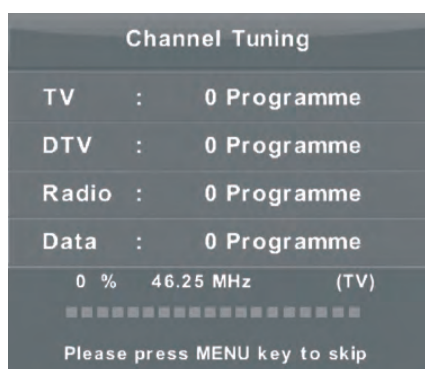 Channel Tuning
TV : 0 Programme
DTV : 0 Programme
Radio : 0 Programme
Data : 0 Programme
0 % 46.25 MHz (TV)
Please press MENU key to skip